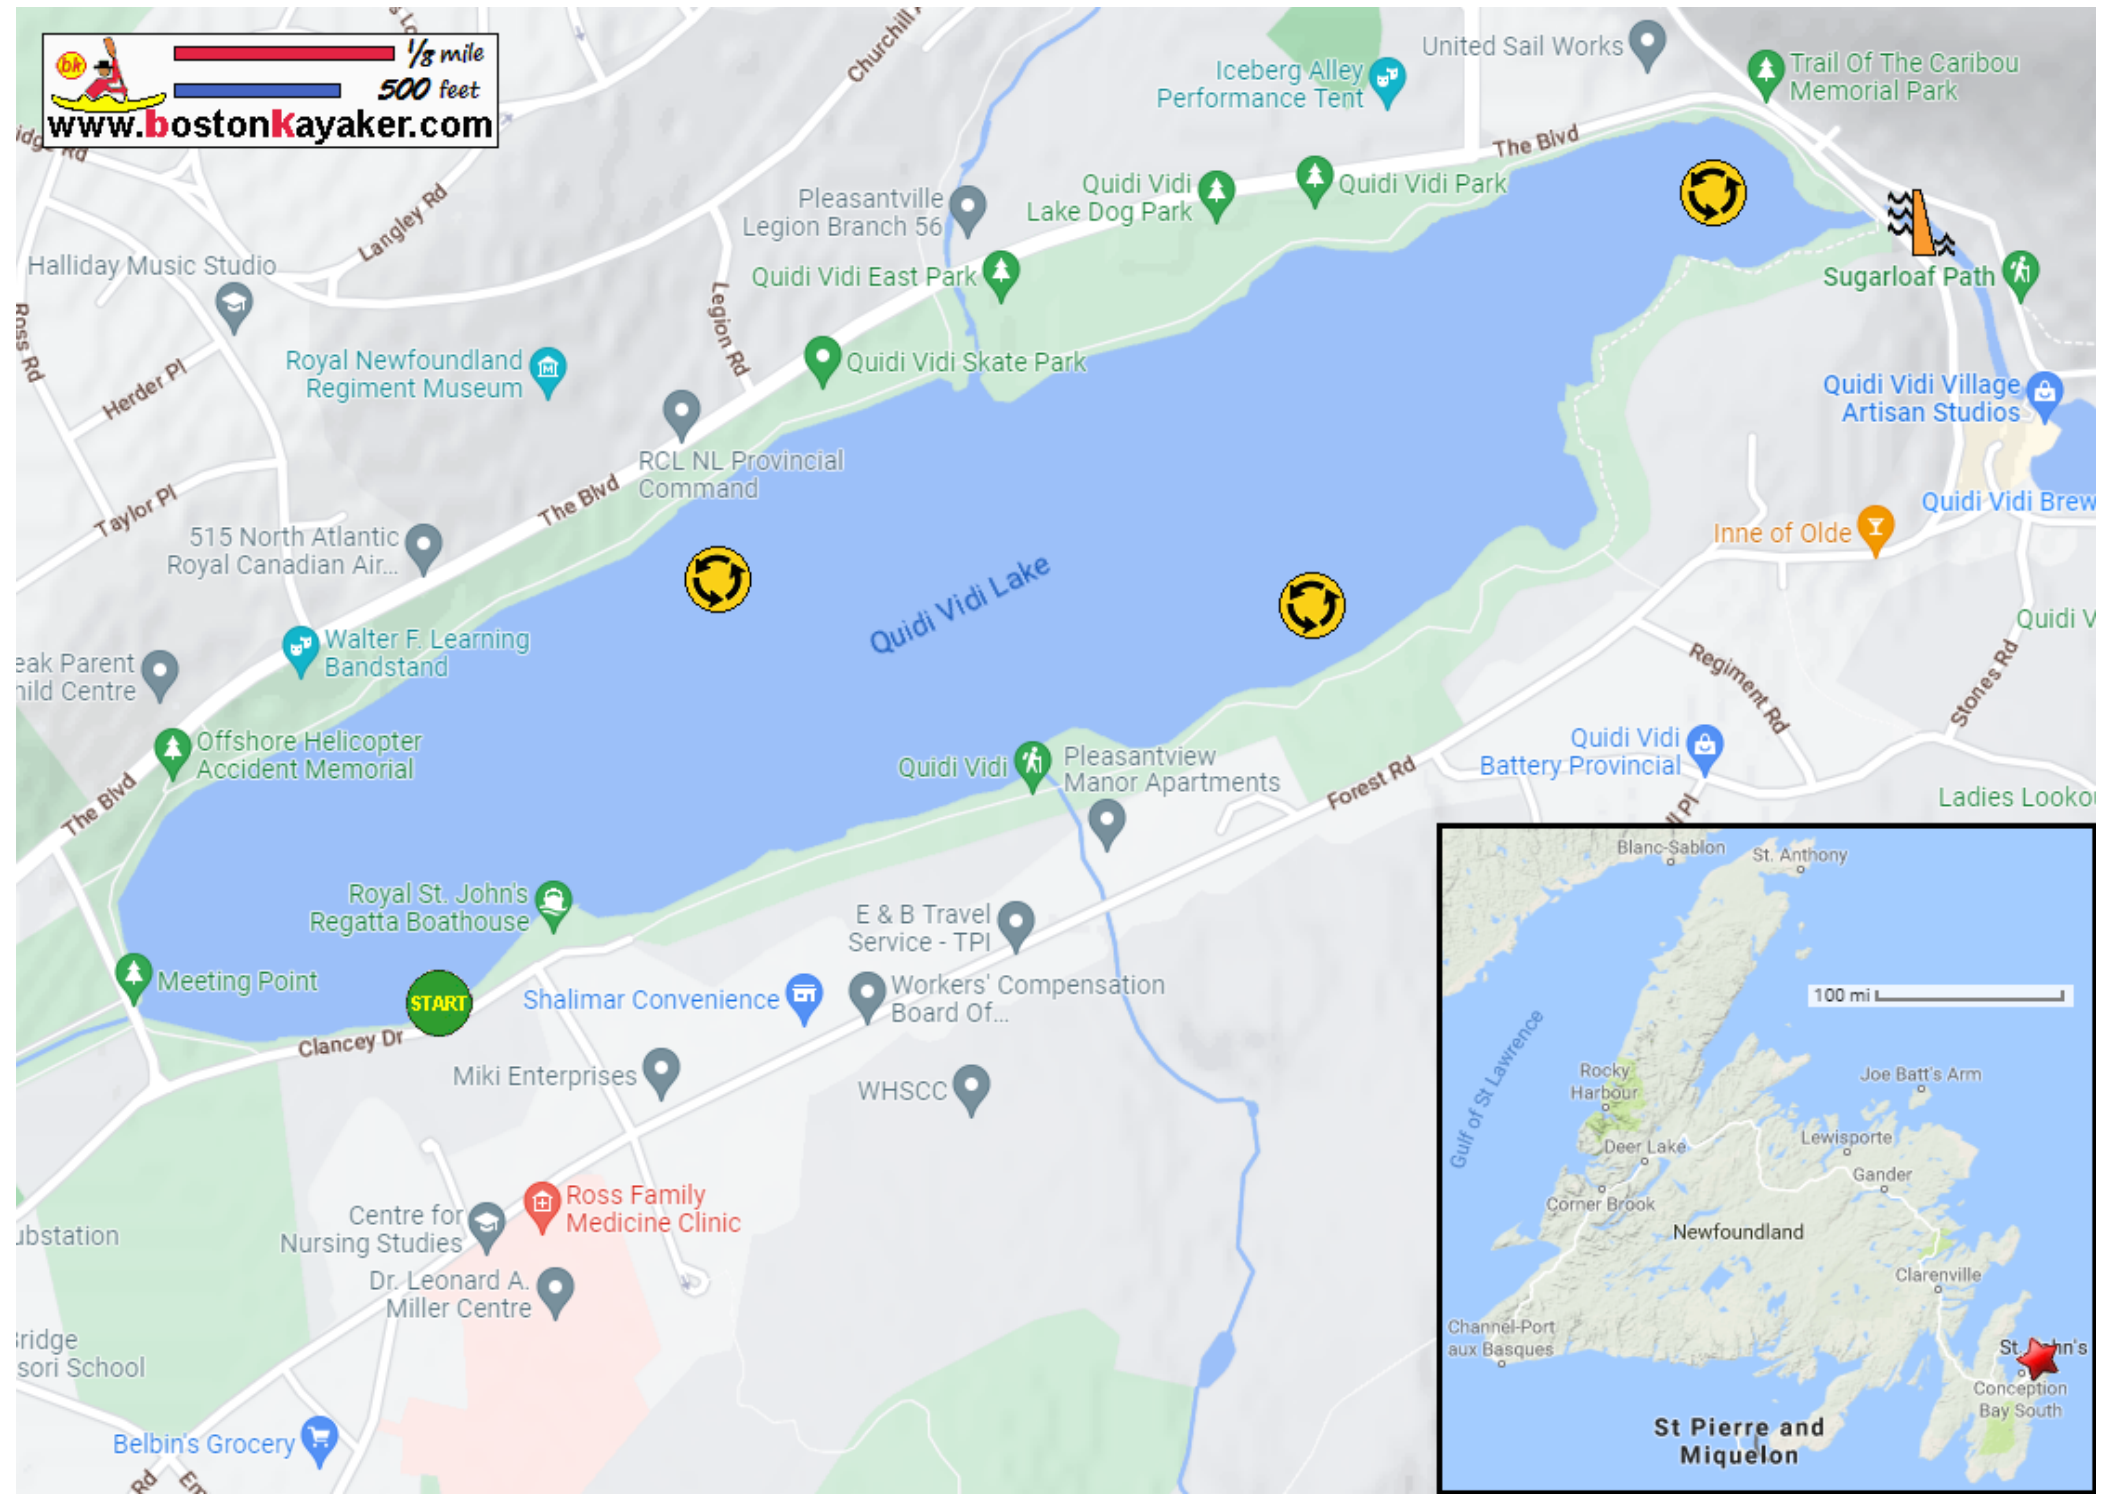 1/8 mile
500 feet
www.bostonkayaker.com
Churchill
United Sail Works
Trail Of The Caribou
Memorial Park
Iceberg Alley
Performance Tent
The Blvd
Langley Rd
Pleasantville
Legion Branch 56
Quidi Vidi
Lake Dog Park
Quidi Vidi Park
Halliday Music Studio
Quidi Vidi East Park
Sugarloaf Path
Ross Rd
Legion Rd
Royal Newfoundland
Regiment Museum
Quidi Vidi Skate Park
Herder Pl
Quidi Vidi Village
Artisan Studios
RCL NL Provincial
Command
The Blvd
Taylor Pl
Quidi Vidi Brew
515 North Atlantic
Royal Canadian Air...
Inne of Olde
Quidi Vidi Lake
Quidi V
Walter F. Learning
Bandstand
eak Parent
hild Centre
Regiment Rd
Stones Rd
Offshore Helicopter
Accident Memorial
Quidi Vidi
Pleasantview
Manor Apartments
Quidi Vidi
Battery Provincial
Forest Rd
The Blvd
Ladies Looko
ll Pl
Royal St. John's
Regatta Boathouse
E & B Travel
Service - TPI
Meeting Point
START
Shalimar Convenience
Workers' Compensation
Board Of...
Clancey Dr
Miki Enterprises
WHSCC
Ross Family
Medicine Clinic
Centre for
Nursing Studies
ubstation
Dr. Leonard A.
Miller Centre
ridge
sori School
Belbin's Grocery
Rd
Em
Blanc-Sablon
St. Anthony
100 mi
Gulf of St Lawrence
Rocky
Harbour
Joe Batt's Arm
Deer Lake
Lewisporte
Gander
Corner Brook
Newfoundland
Clarenville
Channel-Port
aux Basques
St. John's
Conception
Bay South
St Pierre and
Miquelon